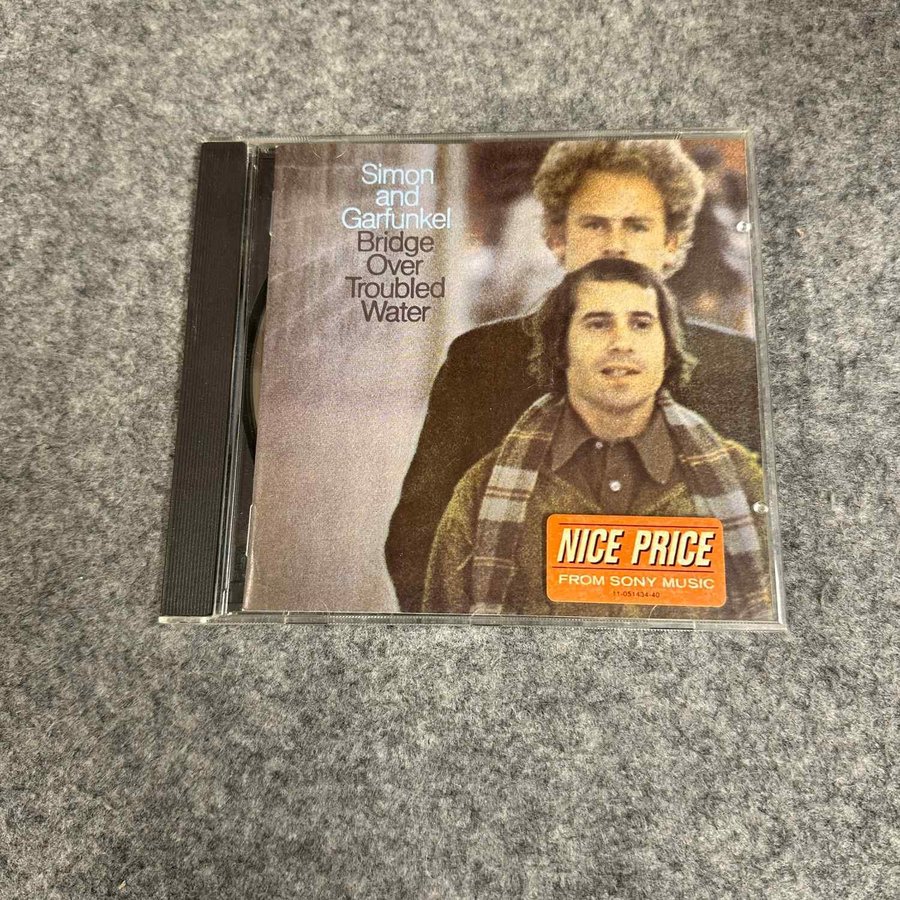 Simon
and
Garfunkel
Bridge
Over
Troubled
Water
NICE PRICE
FROM SONY MUSIC
11-051434-40